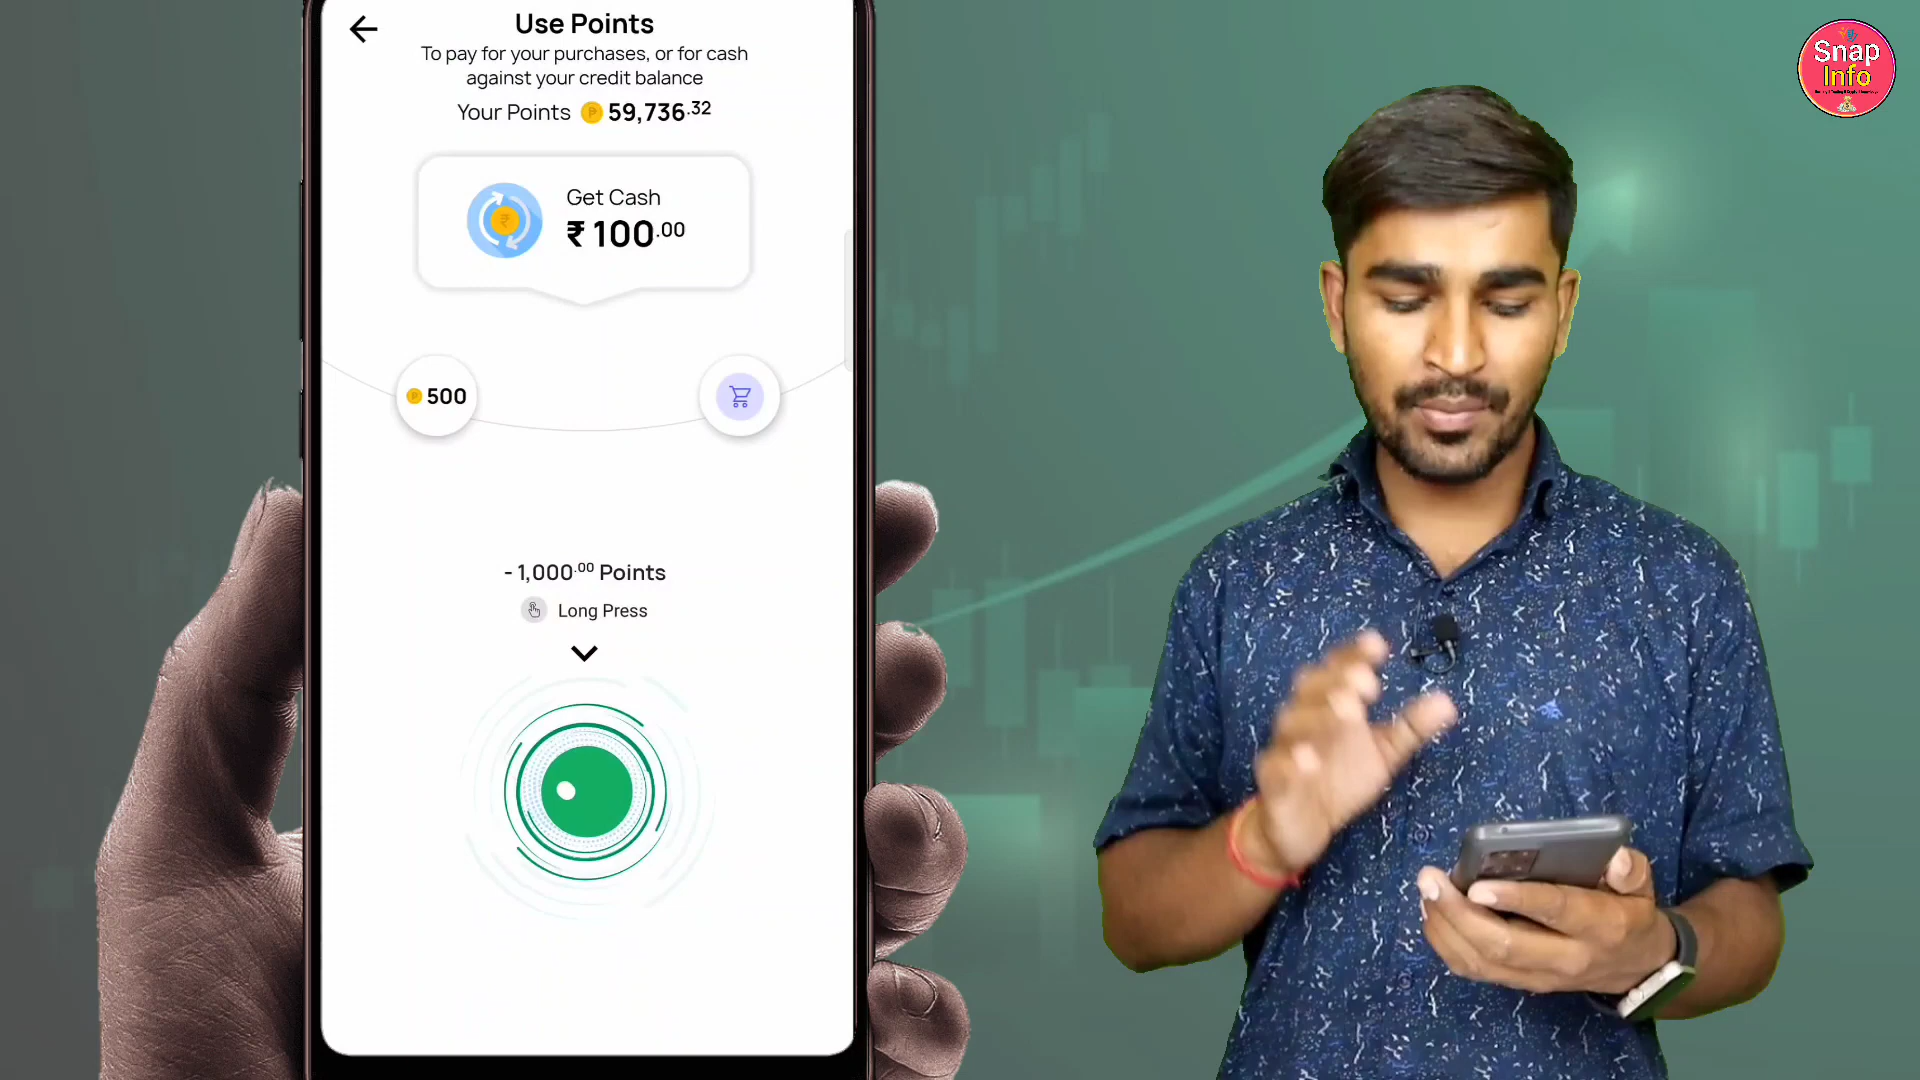 Use Points
To pay for your purchases, or for cash
against your credit balance
Your Points 59,736.32
Get Cash
₹ 100.00
500
- 1,000.00 Points
Long Press
Snap
Info